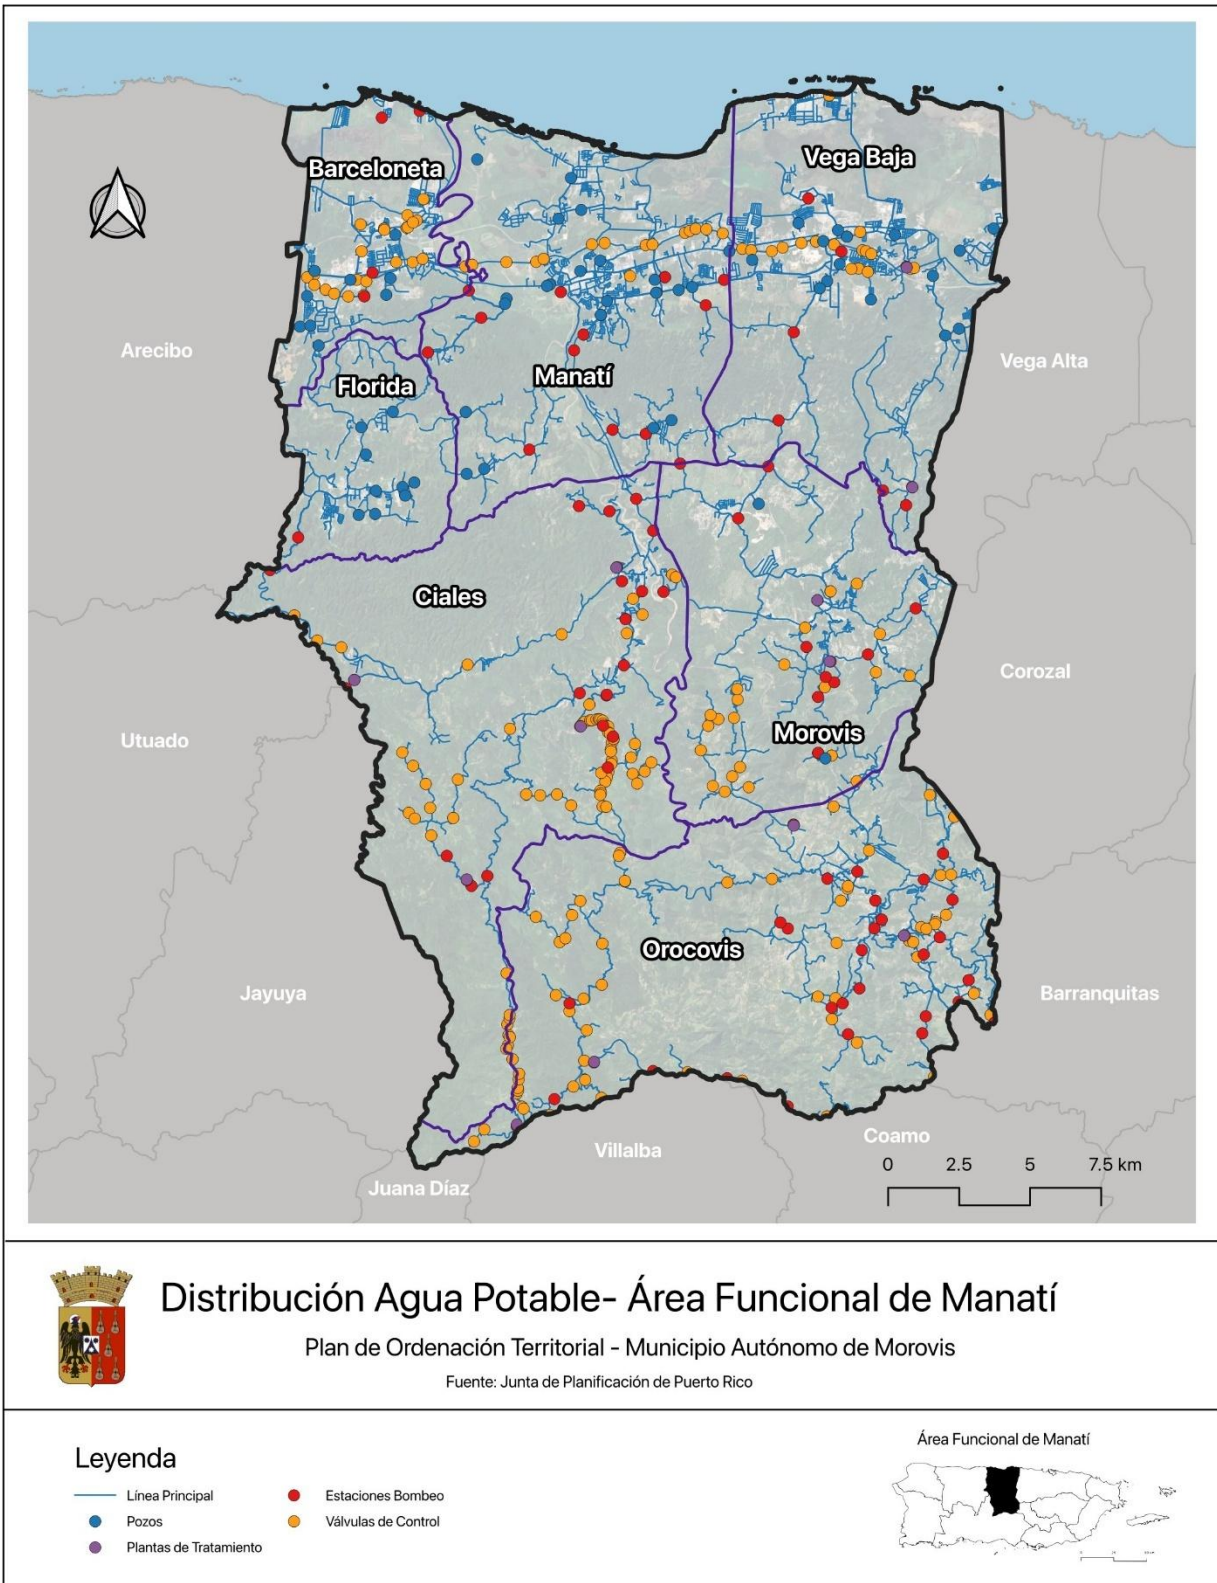 Barceloneta
Vega Baja
Arecibo
Florida
Manatí
Vega Alta
Ciales
Corozal
Utuado
Morovis
Orocovis
Jayuya
Barranquitas
Coamo
Villalba
Juana Díaz
0 2.5 5 7.5 km
Distribución Agua Potable- Área Funcional de Manatí
Plan de Ordenación Territorial - Municipio Autónomo de Morovis
Fuente: Junta de Planificación de Puerto Rico
Leyenda
Línea Principal
Pozos
Plantas de Tratamiento
Estaciones Bombeo
Válvulas de Control
Área Funcional de Manatí